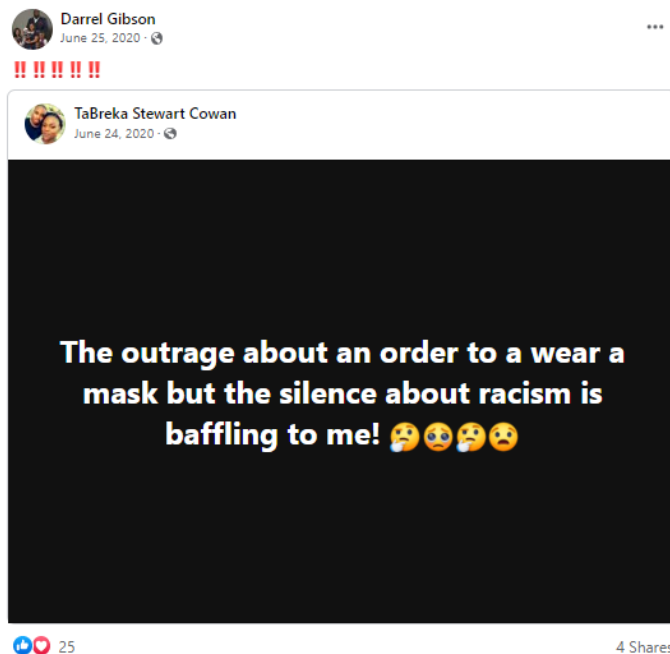 Darrel Gibson
June 25, 2020 ·
‼️‼️‼️‼️‼️
TaBreka Stewart Cowan
June 24, 2020 ·
The outrage about an order to a wear a
mask but the silence about racism is
baffling to me! 🤔🥺🤔😧
25
4 Shares